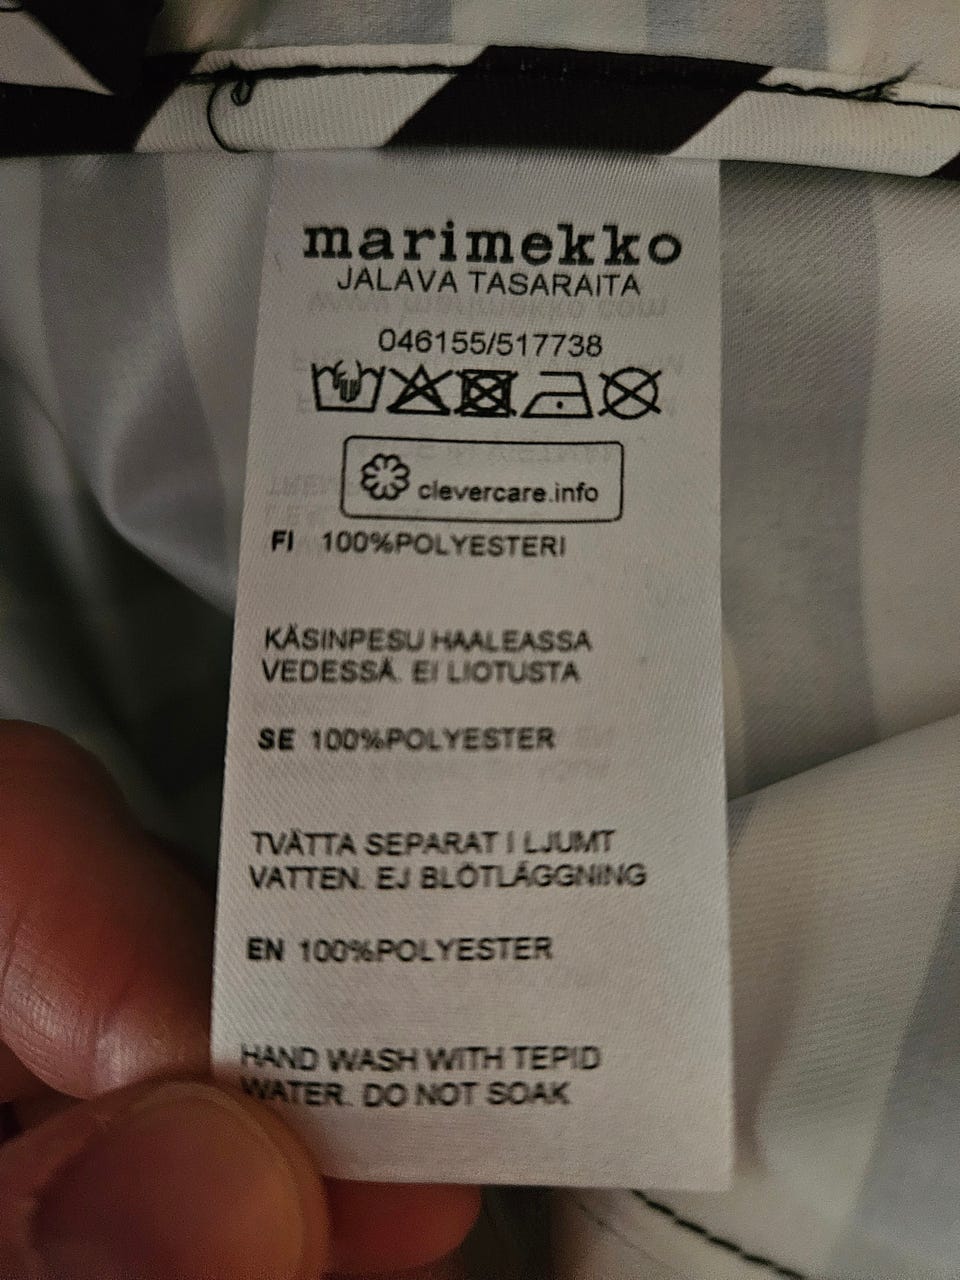 marimekko
JALAVA TASARAITA
046155/517738
clevercare.info
FI 100%POLYESTERI
KÄSINPESU HAALEASSA
VEDESSÄ. EI LIOTUSTA
SE 100%POLYESTER
TVÄTTA SEPARAT I LJUMT
VATTEN. EJ BLÖTLÄGGNING
EN 100%POLYESTER
HAND WASH WITH TEPID
WATER. DO NOT SOAK